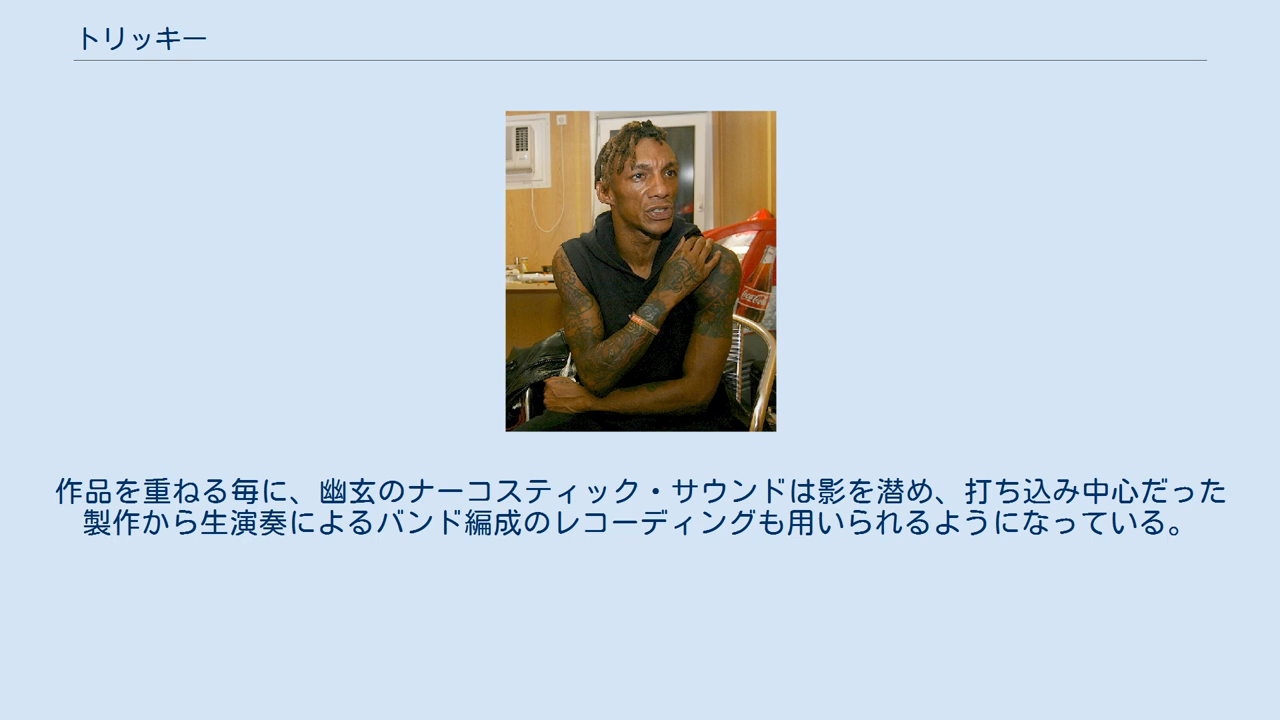 トリッキー
Coca-Cola
作品を重ねる毎に、幽玄のナーコスティック・サウンドは影を潜め、打ち込み中心だった
製作から生演奏によるバンド編成のレコーディングも用いられるようになっている。